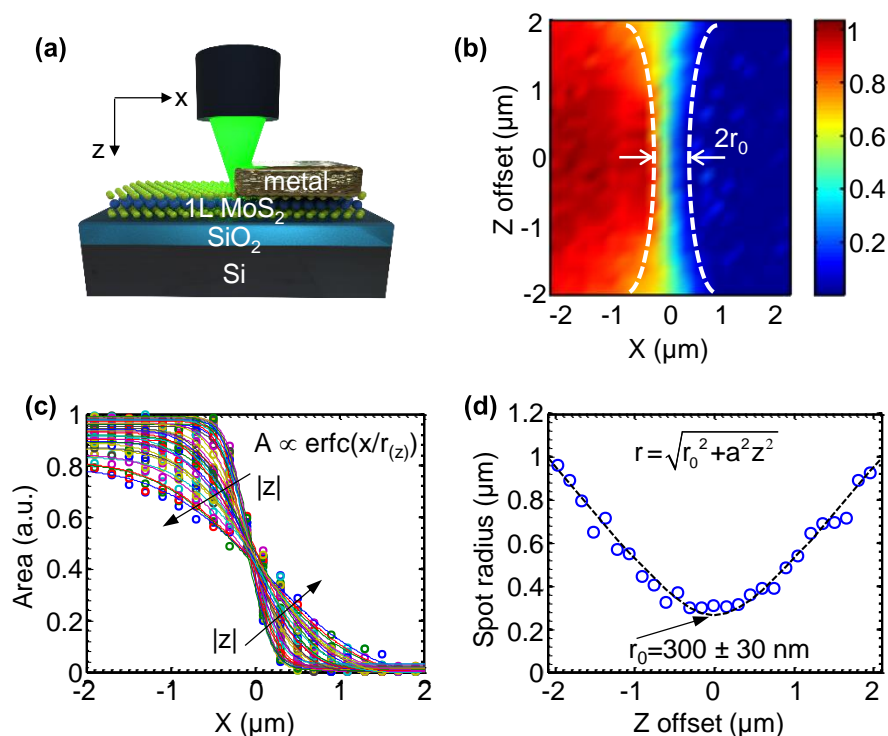 (a)
x
z
metal
1L MoS₂
SiO₂
Si
(b)
2
1
0
-1
-2
Z offset (µm)
2r₀
-2 -1 0 1 2
X (µm)
1
0.8
0.6
0.4
0.2
(c)
1
0.8
0.6
0.4
0.2
0
Area (a.u.)
A ∝ erfc(x/r₍z₎)
|z|
|z|
-2 -1 0 1 2
X (µm)
(d)
1.2
1
0.8
0.6
0.4
0.2
0
Spot radius (µm)
r=√r₀²+a²z²
r₀=300 ± 30 nm
-2 -1 0 1 2
Z offset (µm)